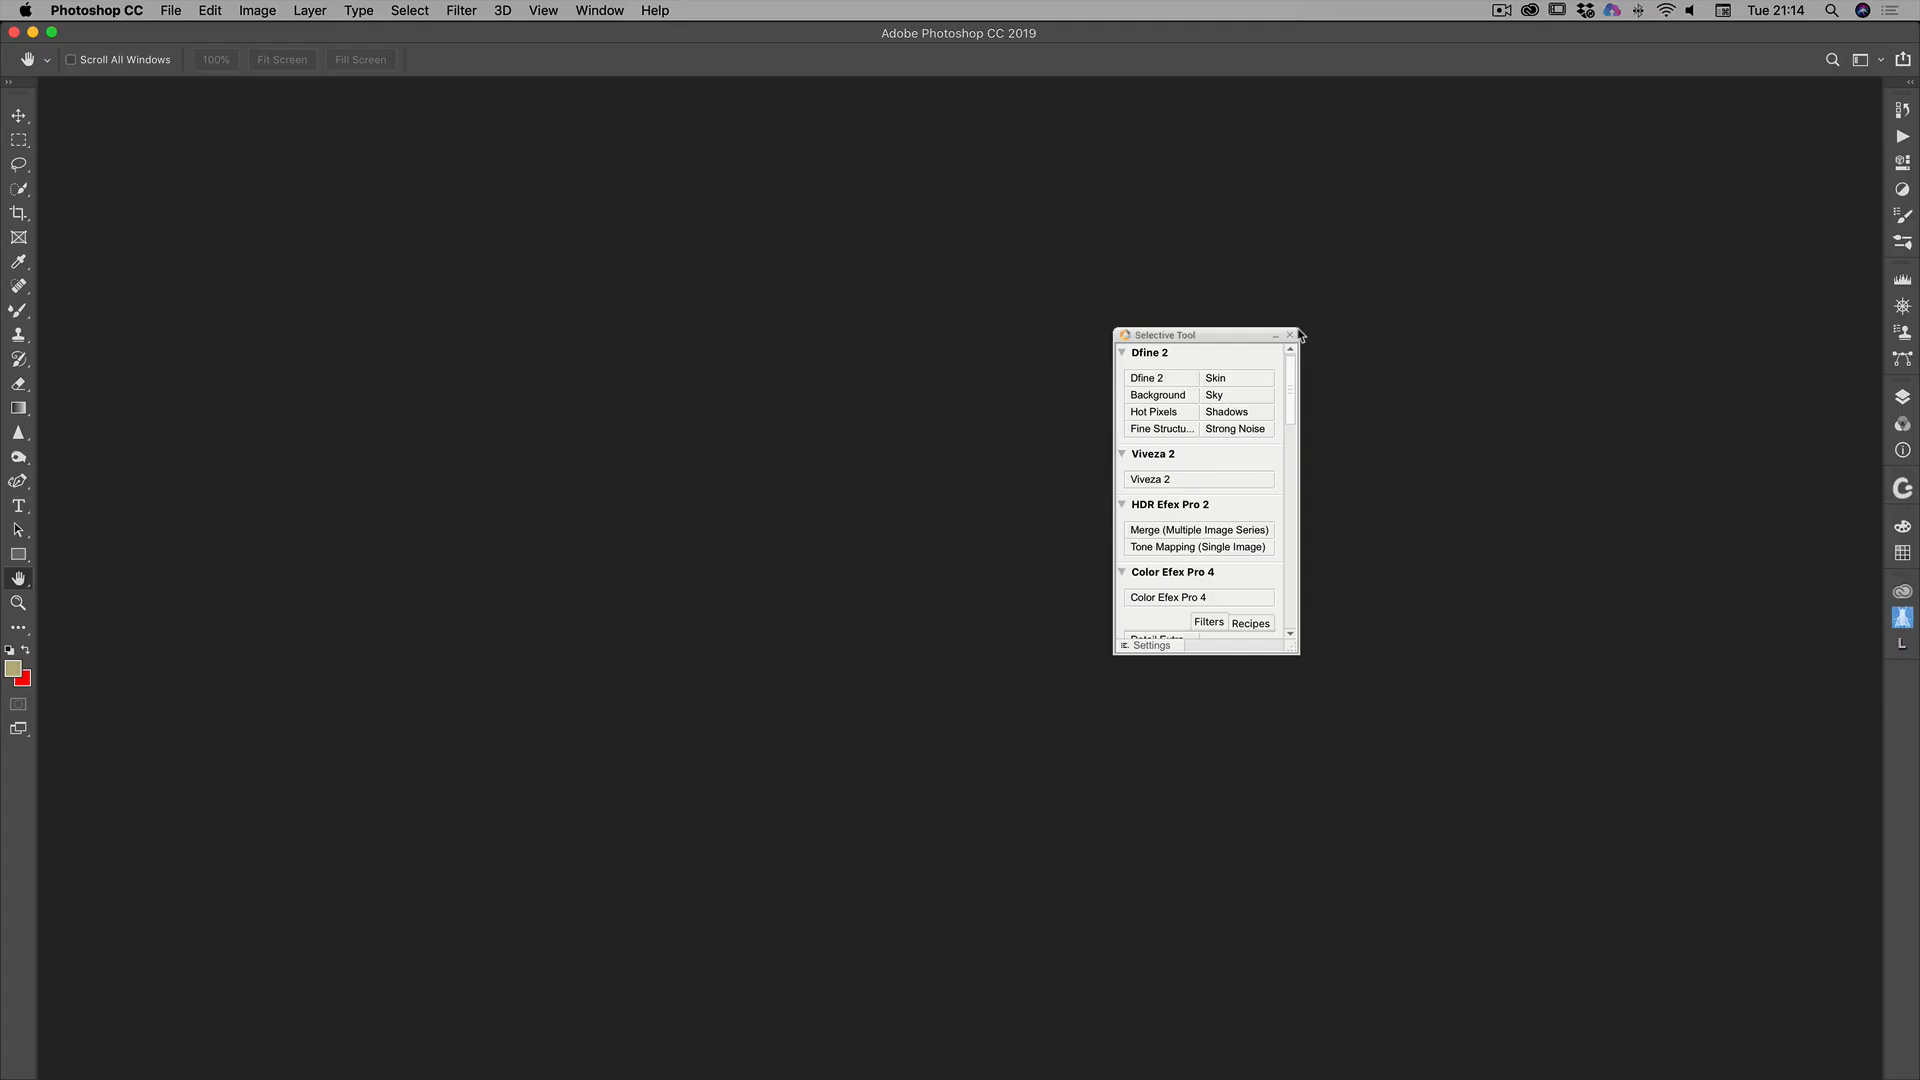 Photoshop CC File Edit Image Layer Type Select Filter 3D View Window Help Tue 21:14
Adobe Photoshop CC 2019
Scroll All Windows 100% Fit Screen Fill Screen
Selective Tool
Dfine 2
Dfine 2 Skin
Background Sky
Hot Pixels Shadows
Fine Structu... Strong Noise
Viveza 2
Viveza 2
HDR Efex Pro 2
Merge (Multiple Image Series)
Tone Mapping (Single Image)
Color Efex Pro 4
Color Efex Pro 4
Filters Recipes
Settings